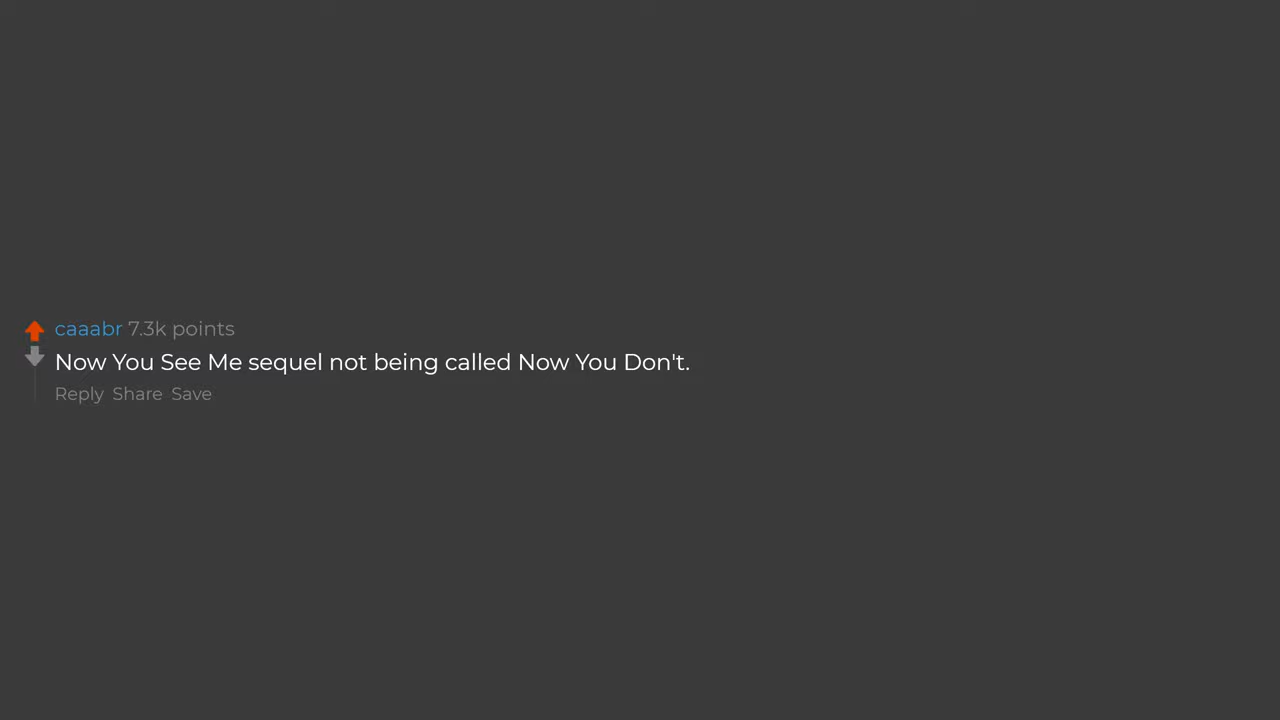 caaabr 7.3k points
Now You See Me sequel not being called Now You Don't.
Reply Share Save